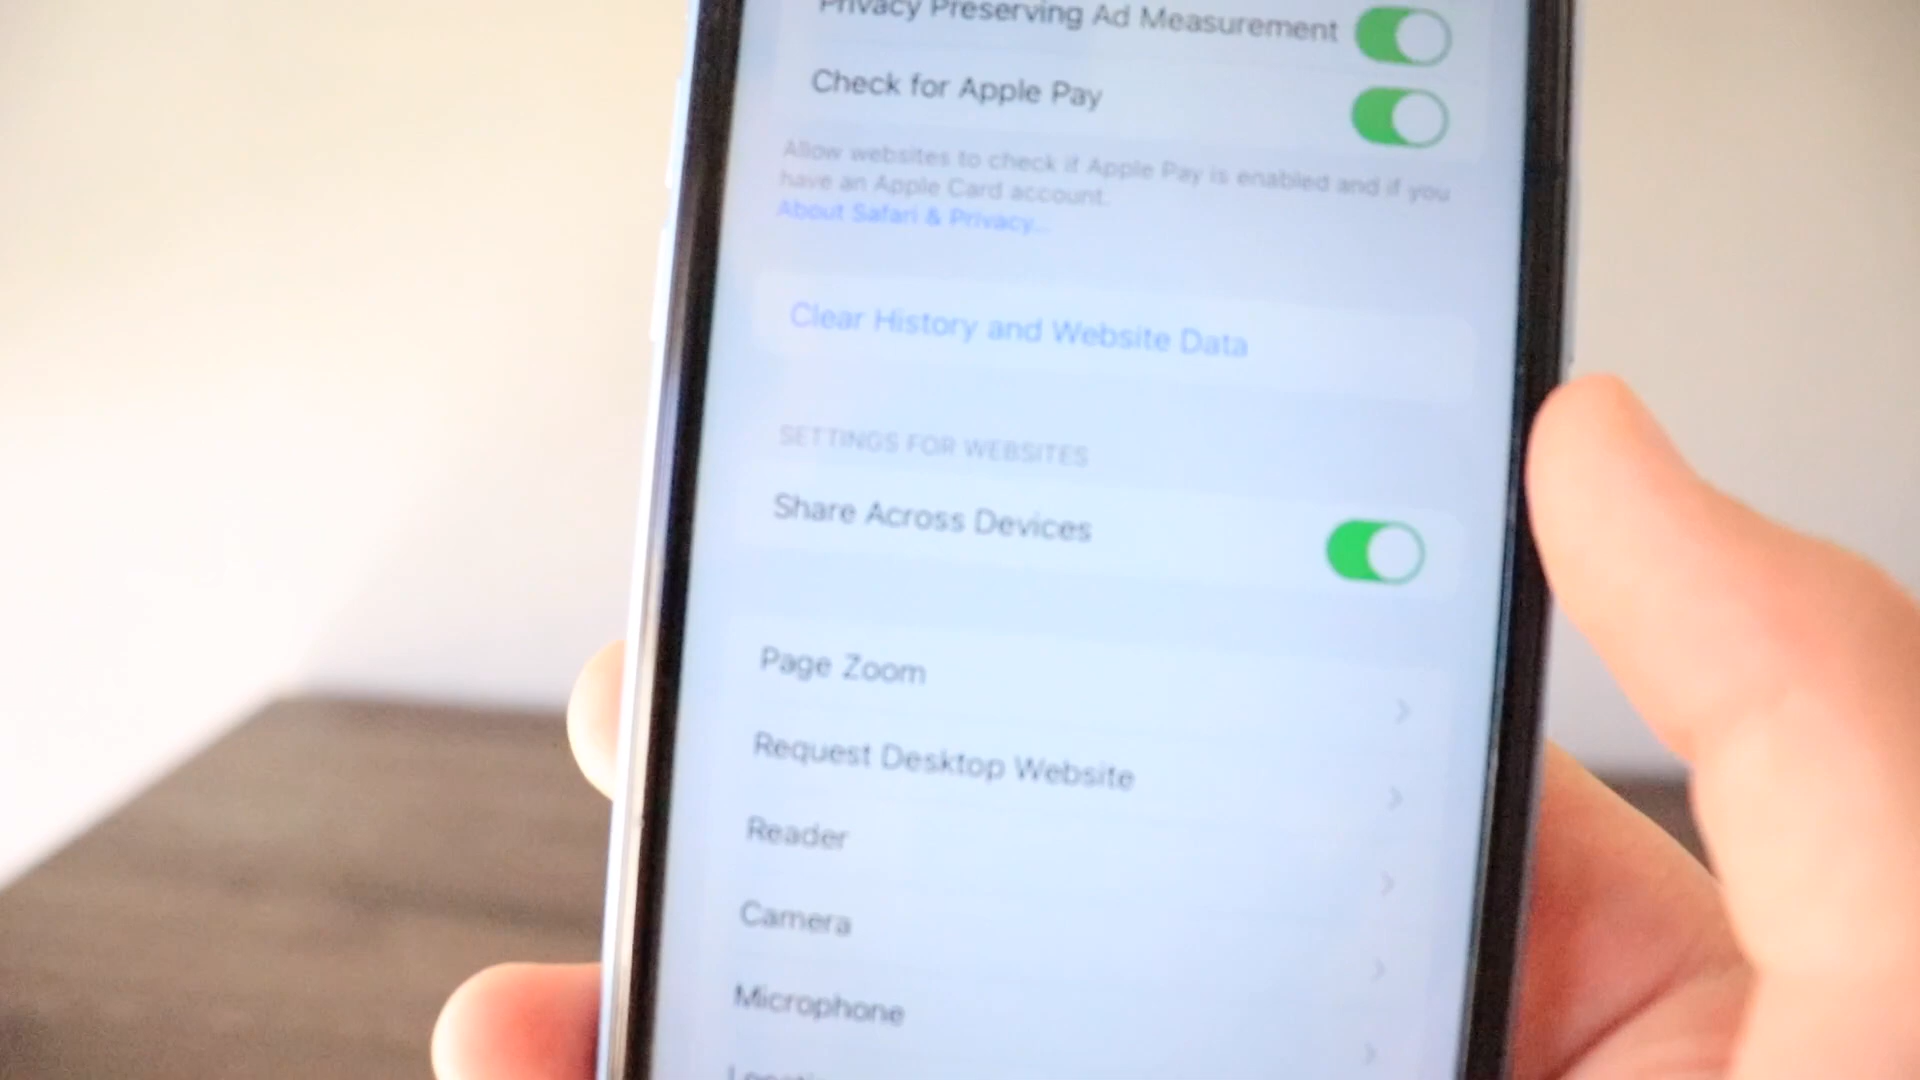 Privacy Preserving Ad Measurement
Check for Apple Pay
Allow websites to check if Apple Pay is enabled and if you
have an Apple Card account.
About Safari & Privacy...
Clear History and Website Data
SETTINGS FOR WEBSITES
Share Across Devices
Page Zoom
Request Desktop Website
Reader
Camera
Microphone